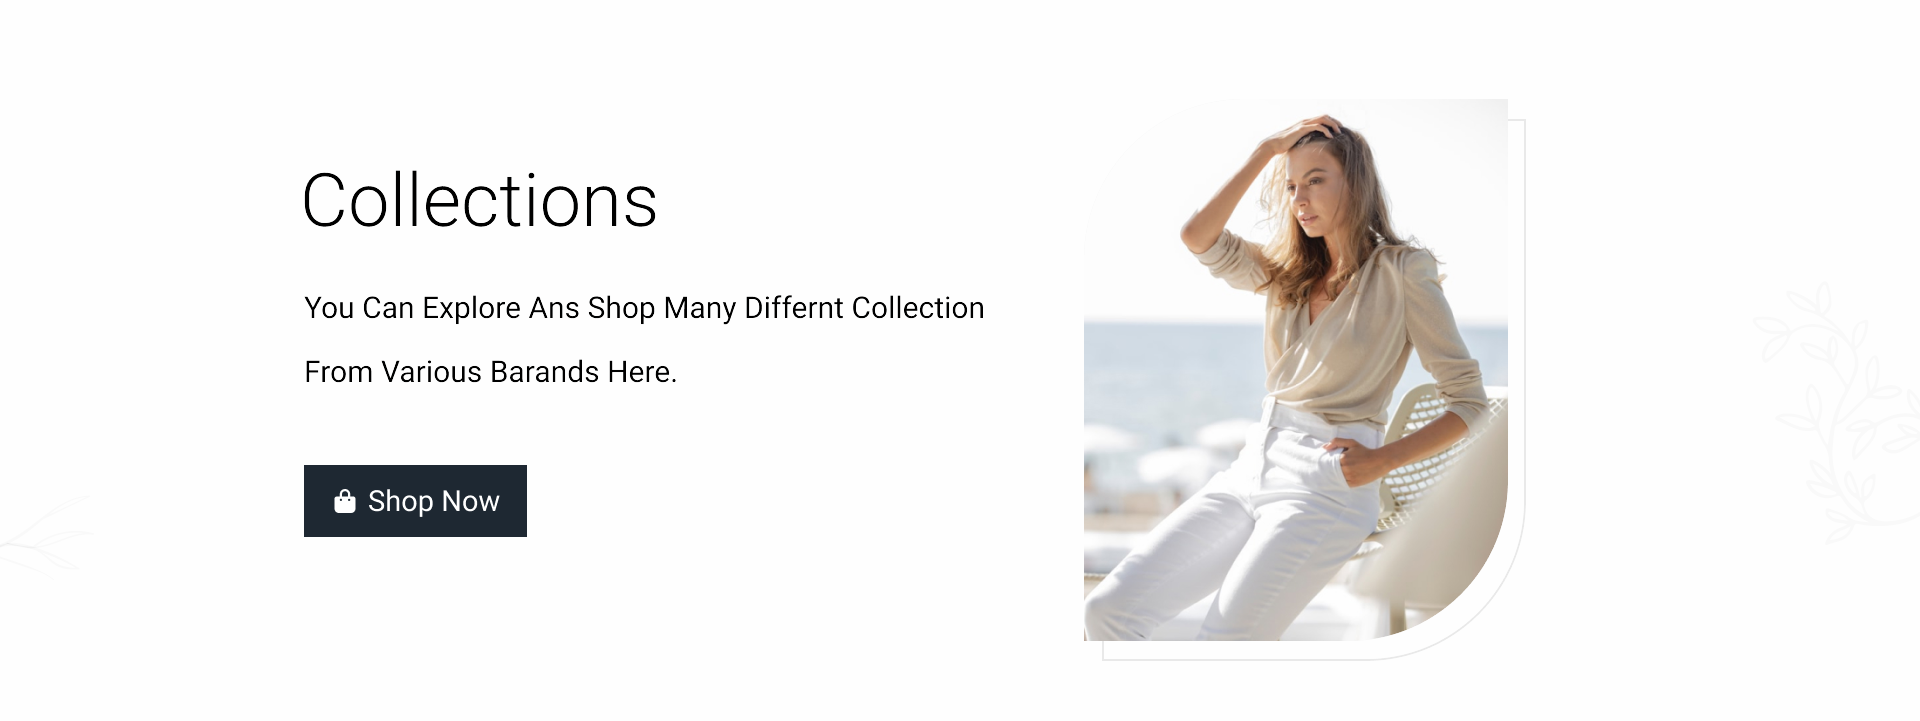 Collections
You Can Explore Ans Shop Many Differnt Collection
From Various Barands Here.
Shop Now